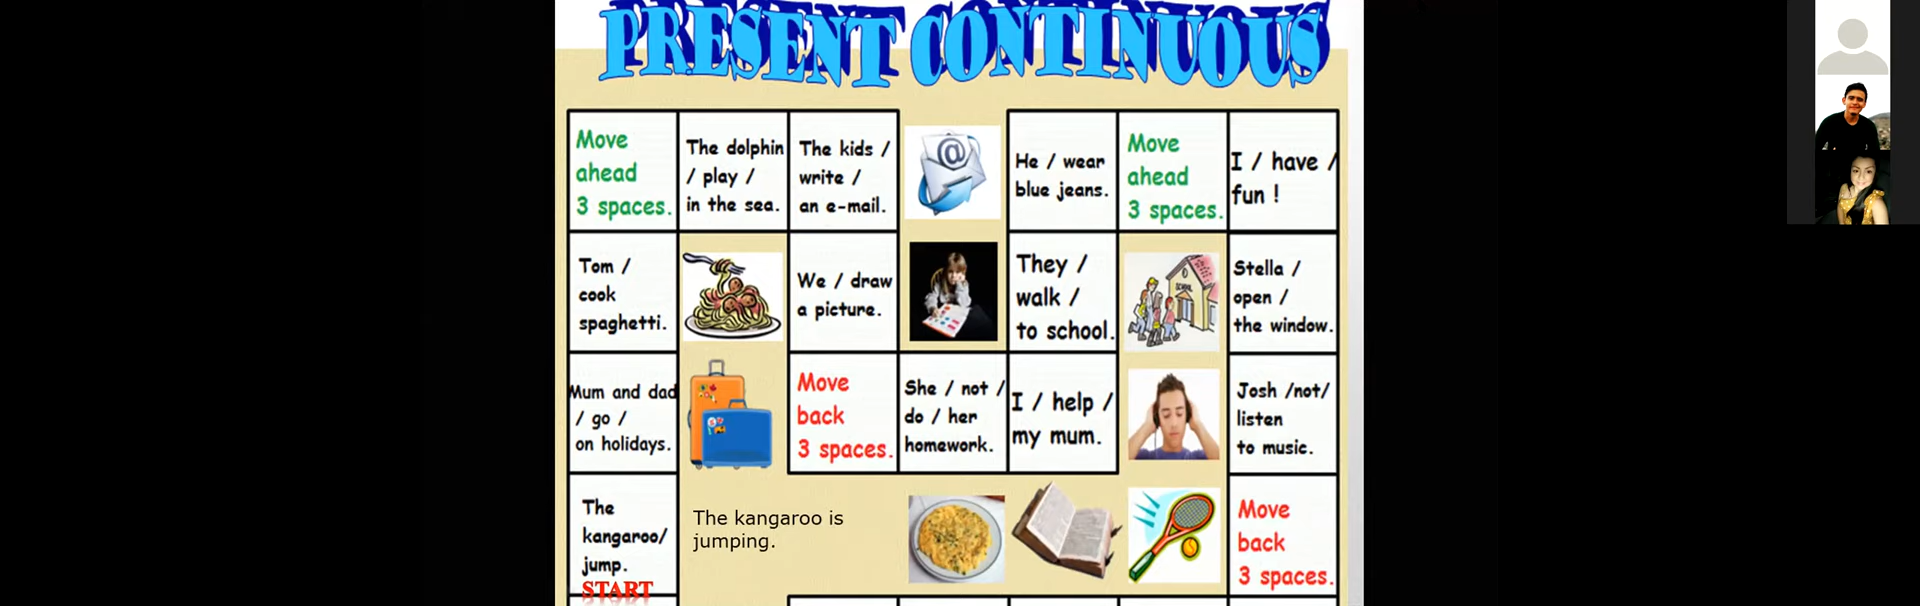 PRESENT CONTINUOUS
Move
ahead
3 spaces.
The dolphin
/ play /
in the sea.
The kids /
write /
an e-mail.
@
He / wear
blue jeans.
Move
ahead
3 spaces.
I / have /
fun !
Tom /
cook
spaghetti.
We / draw
a picture.
They /
walk /
to school.
SCHOOL
Stella /
open /
the window.
Mum and dad
/ go /
on holidays.
Move
back
3 spaces.
She / not /
do / her
homework.
I / help /
my mum.
Josh /not/
listen
to music.
The
kangaroo/
jump.
START
The kangaroo is
jumping.
Move
back
3 spaces.